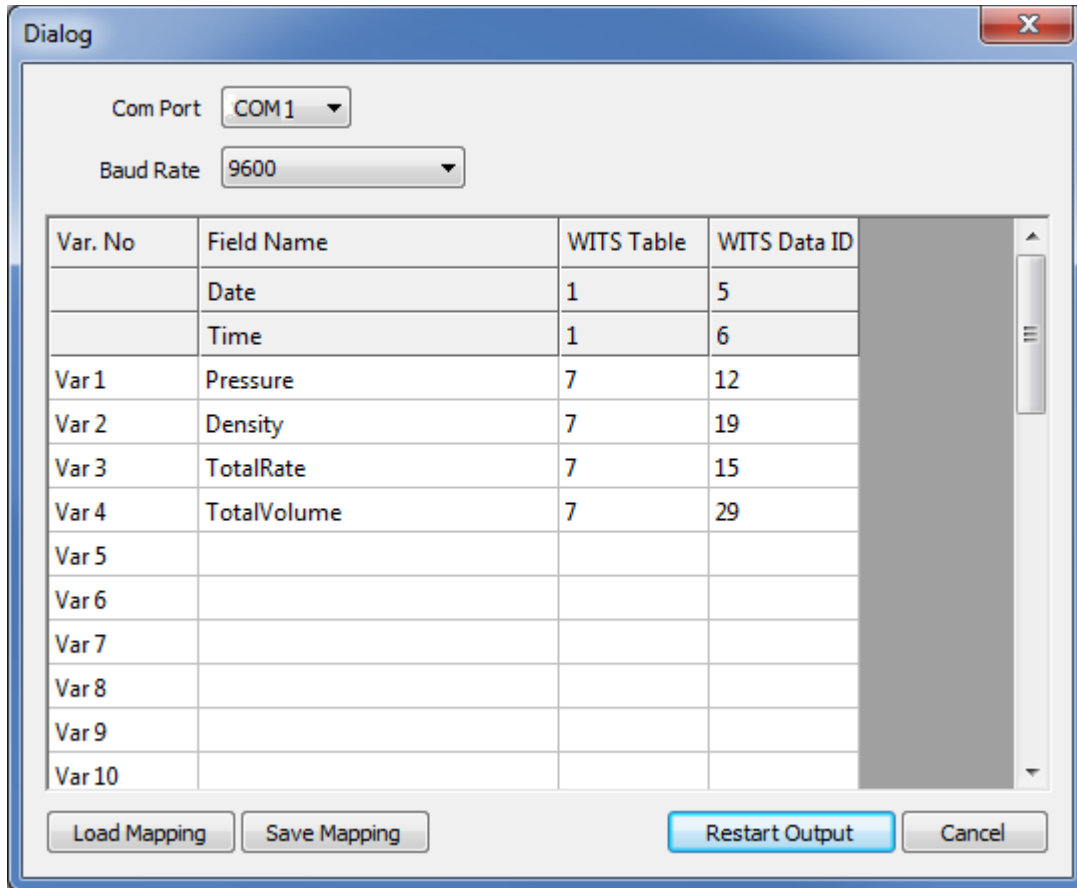 Dialog
Com Port COM1
Baud Rate 9600
Var. No Field Name WITS Table WITS Data ID
Date 1 5
Time 1 6
Var 1 Pressure 7 12
Var 2 Density 7 19
Var 3 TotalRate 7 15
Var 4 TotalVolume 7 29
Var 5
Var 6
Var 7
Var 8
Var 9
Var 10
Load Mapping Save Mapping Restart Output Cancel